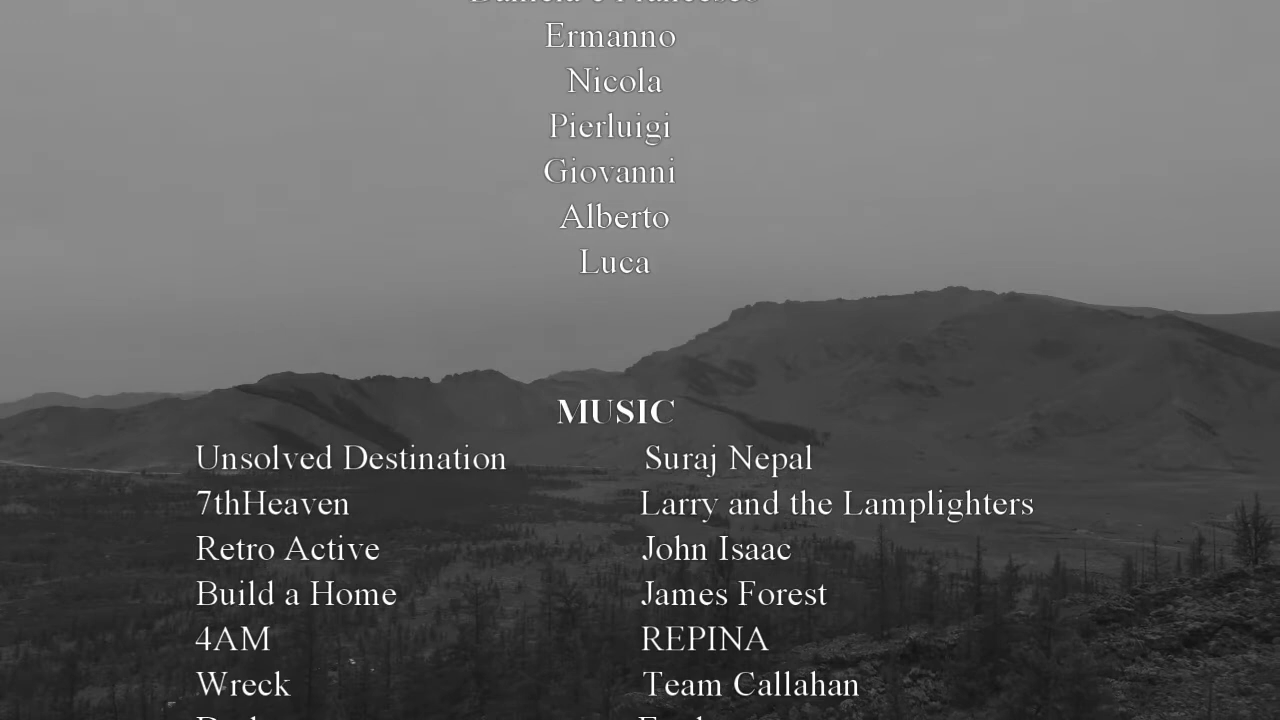 Ermanno
Nicola
Pierluigi
Giovanni
Alberto
Luca
MUSIC
Unsolved Destination Suraj Nepal
7thHeaven Larry and the Lamplighters
Retro Active John Isaac
Build a Home James Forest
4AM REPINA
Wreck Team Callahan